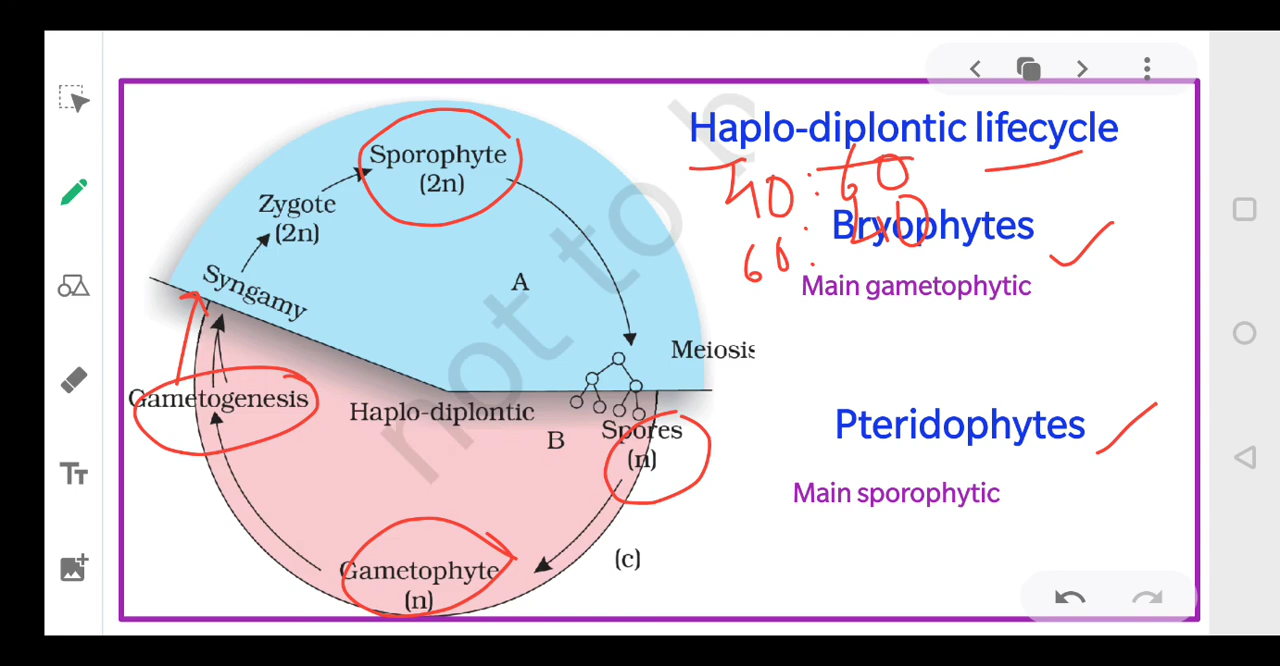 Haplo-diplontic lifecycle
40 : 60
60 : 40
Bryophytes
Main gametophytic
Pteridophytes
Main sporophytic
Sporophyte
(2n)
Zygote
(2n)
Syngamy
A
Meiosis
Gametogenesis
Haplo-diplontic
B
Spores
(n)
Gametophyte
(n)
(c)
not to b
TT